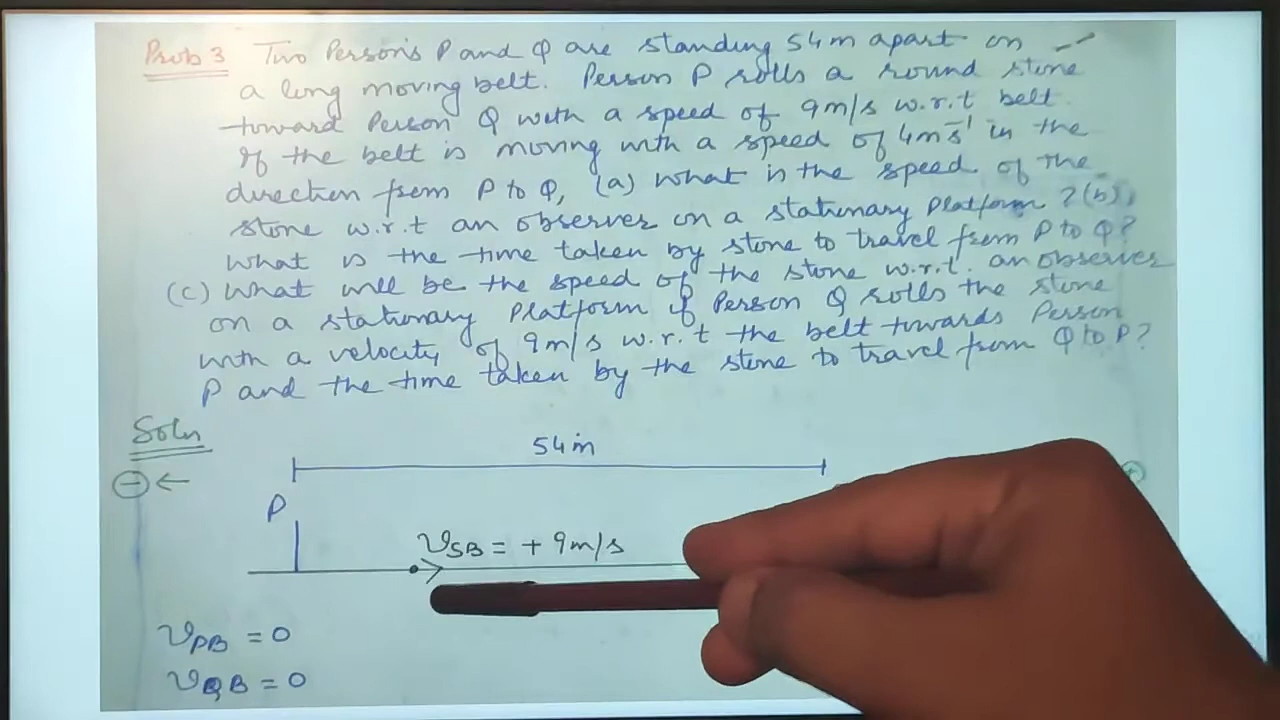 Prob 3 Two Persons P and Q are standing 54m apart on
a long moving belt. Person P rolls a round stone
toward Person Q with a speed of 9m/s w.r.t belt.
If the belt is moving with a speed of 4ms⁻¹ in the
direction from P to Q, (a) What is the speed of the
stone w.r.t an observer on a stationary platform ? (b)
What is the time taken by stone to travel from P to Q?
(c) What will be the speed of the stone w.r.t. an observer
on a stationary platform if Person Q rolls the stone
with a velocity of 9m/s w.r.t the belt towards Person
P and the time taken by the stone to travel from Q to P?
Soln
54m
⊖ ←
P
v_SB = + 9m/s
v_PB = 0
v_QB = 0